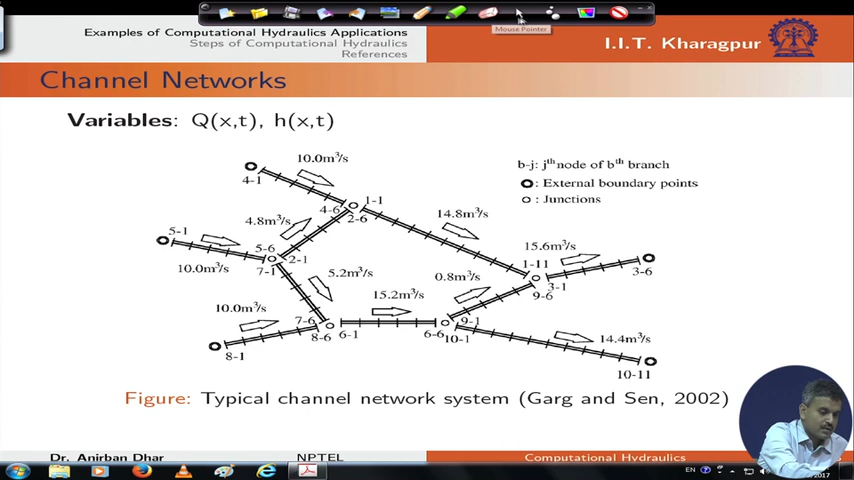 Mouse Pointer
Examples of Computational Hydraulics Applications
Steps of Computational Hydraulics
References
I.I.T. Kharagpur
Channel Networks
Variables: Q(x,t), h(x,t)
10.0m³/s
4-1
1-1
4-6
2-6
4.8m³/s
14.8m³/s
b-j: jᵗʰnode of bᵗʰ branch
: External boundary points
: Junctions
5-1
5-6
2-1
7-1
10.0m³/s
5.2m³/s
15.6m³/s
1-11
3-1
3-6
0.8m³/s
9-6
10.0m³/s
15.2m³/s
7-6
8-6
6-1
6-6
9-1
10-1
8-1
14.4m³/s
10-11
Figure: Typical channel network system (Garg and Sen, 2002)
Dr. Anirban Dhar
NPTEL
Computational Hydraulics
EN